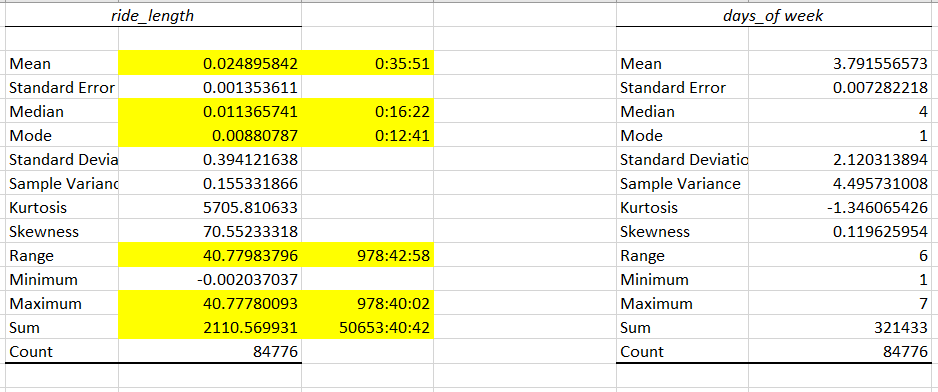 ride_length days_of week
Mean 0.024895842 0:35:51 Mean 3.791556573
Standard Error 0.001353611 Standard Error 0.007282218
Median 0.011365741 0:16:22 Median 4
Mode 0.00880787 0:12:41 Mode 1
Standard Devia 0.394121638 Standard Deviatio 2.120313894
Sample Varianc 0.155331866 Sample Variance 4.495731008
Kurtosis 5705.810633 Kurtosis -1.346065426
Skewness 70.55233318 Skewness 0.119625954
Range 40.77983796 978:42:58 Range 6
Minimum -0.002037037 Minimum 1
Maximum 40.77780093 978:40:02 Maximum 7
Sum 2110.569931 50653:40:42 Sum 321433
Count 84776 Count 84776